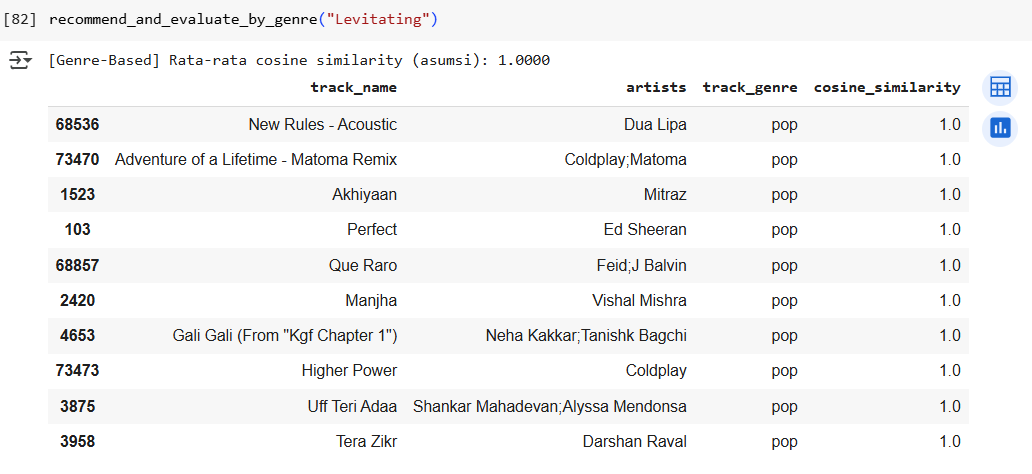 [82] recommend_and_evaluate_by_genre("Levitating")
[Genre-Based] Rata-rata cosine similarity (asumsi): 1.0000
track_name artists track_genre cosine_similarity
68536 New Rules - Acoustic Dua Lipa pop 1.0
73470 Adventure of a Lifetime - Matoma Remix Coldplay;Matoma pop 1.0
1523 Akhiyaan Mitraz pop 1.0
103 Perfect Ed Sheeran pop 1.0
68857 Que Raro Feid;J Balvin pop 1.0
2420 Manjha Vishal Mishra pop 1.0
4653 Gali Gali (From "Kgf Chapter 1") Neha Kakkar;Tanishk Bagchi pop 1.0
73473 Higher Power Coldplay pop 1.0
3875 Uff Teri Adaa Shankar Mahadevan;Alyssa Mendonsa pop 1.0
3958 Tera Zikr Darshan Raval pop 1.0